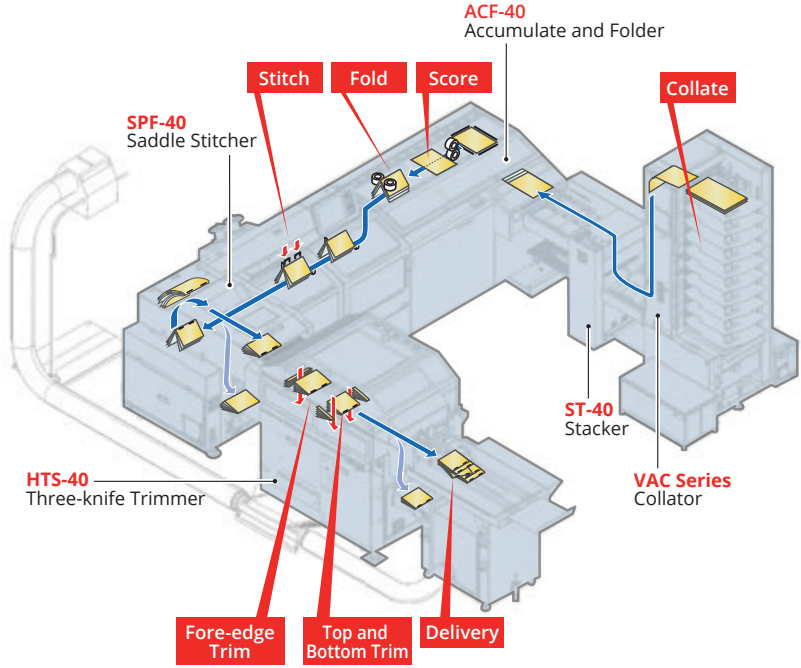 ACF-40
Accumulate and Folder
Stitch
Fold
Score
Collate
SPF-40
Saddle Stitcher
ST-40
Stacker
VAC Series
Collator
HTS-40
Three-knife Trimmer
Fore-edge
Trim
Top and
Bottom Trim
Delivery